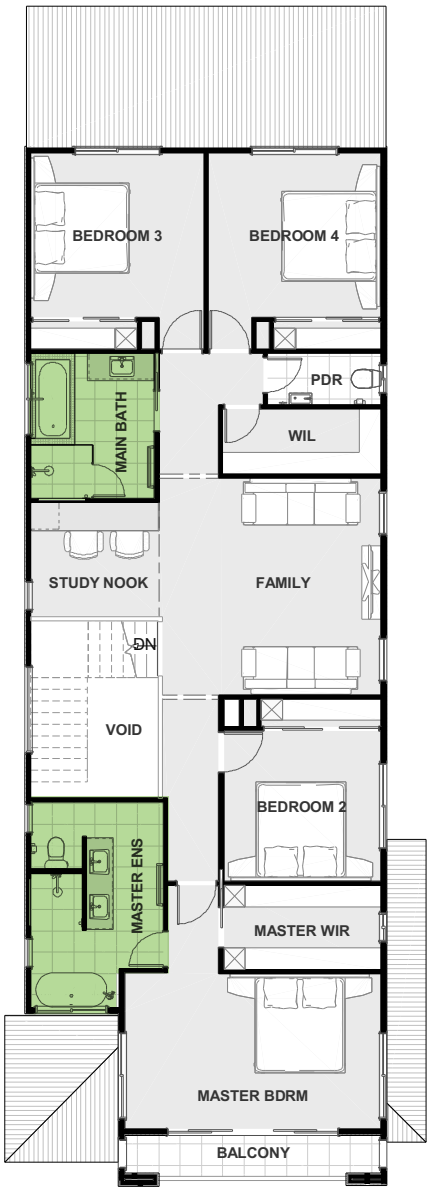 BEDROOM 3
BEDROOM 4
MAIN BATH
PDR
WIL
STUDY NOOK
FAMILY
DN
VOID
BEDROOM 2
MASTER ENS
MASTER WIR
MASTER BDRM
BALCONY